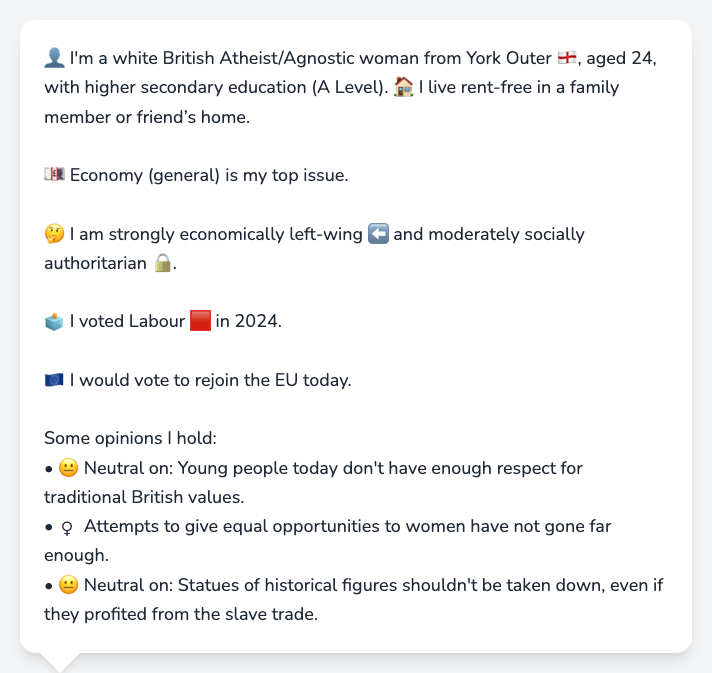 👤 I'm a white British Atheist/Agnostic woman from York Outer 🏴󠁧󠁢󠁥󠁮󠁧󠁿, aged 24,
with higher secondary education (A Level). 🏠 I live rent-free in a family
member or friend’s home.
💷 Economy (general) is my top issue.
🤔 I am strongly economically left-wing ⬅️ and moderately socially
authoritarian 🔒.
🗳️ I voted Labour 🟥 in 2024.
🇪🇺 I would vote to rejoin the EU today.
Some opinions I hold:
• 😐 Neutral on: Young people today don't have enough respect for
traditional British values.
• ♀ Attempts to give equal opportunities to women have not gone far
enough.
• 😐 Neutral on: Statues of historical figures shouldn't be taken down, even if
they profited from the slave trade.